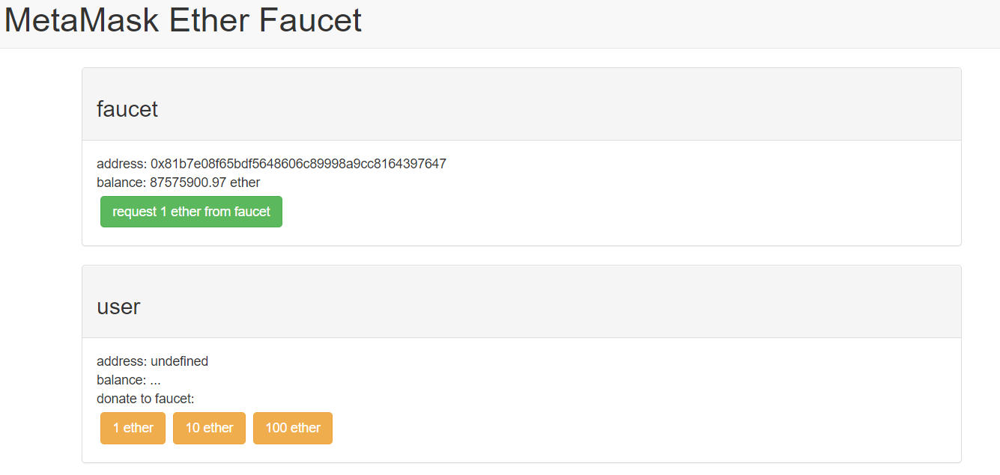 MetaMask Ether Faucet
faucet
address: 0x81b7e08f65bdf5648606c89998a9cc8164397647
balance: 87575900.97 ether
request 1 ether from faucet
user
address: undefined
balance: ...
donate to faucet:
1 ether 10 ether 100 ether